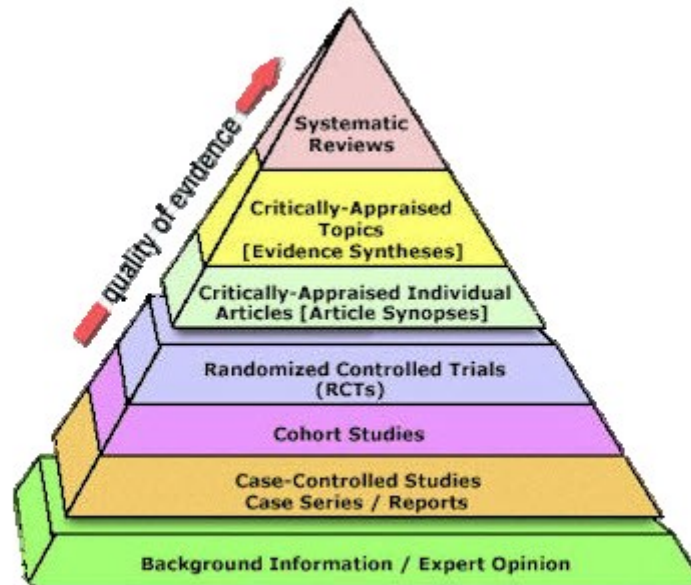 quality of evidence
Systematic
Reviews
Critically-Appraised
Topics
[Evidence Syntheses]
Critically-Appraised Individual
Articles [Article Synopses]
Randomized Controlled Trials
(RCTs)
Cohort Studies
Case-Controlled Studies
Case Series / Reports
Background Information / Expert Opinion